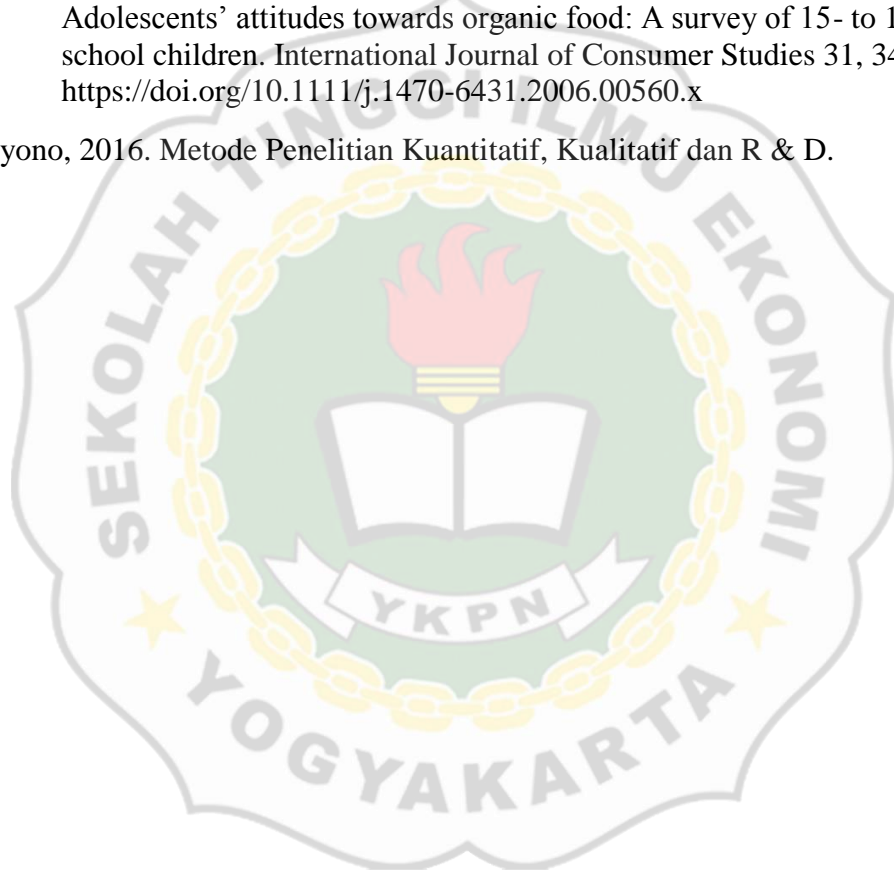 Adolescents’ attitudes towards organic food: A survey of 15- to 1
school children. International Journal of Consumer Studies 31, 34
https://doi.org/10.1111/j.1470-6431.2006.00560.x
yono, 2016. Metode Penelitian Kuantitatif, Kualitatif dan R & D.
SEKOLAH TINGGI ILMU EKONOMI
YKPN
YOGYAKARTA